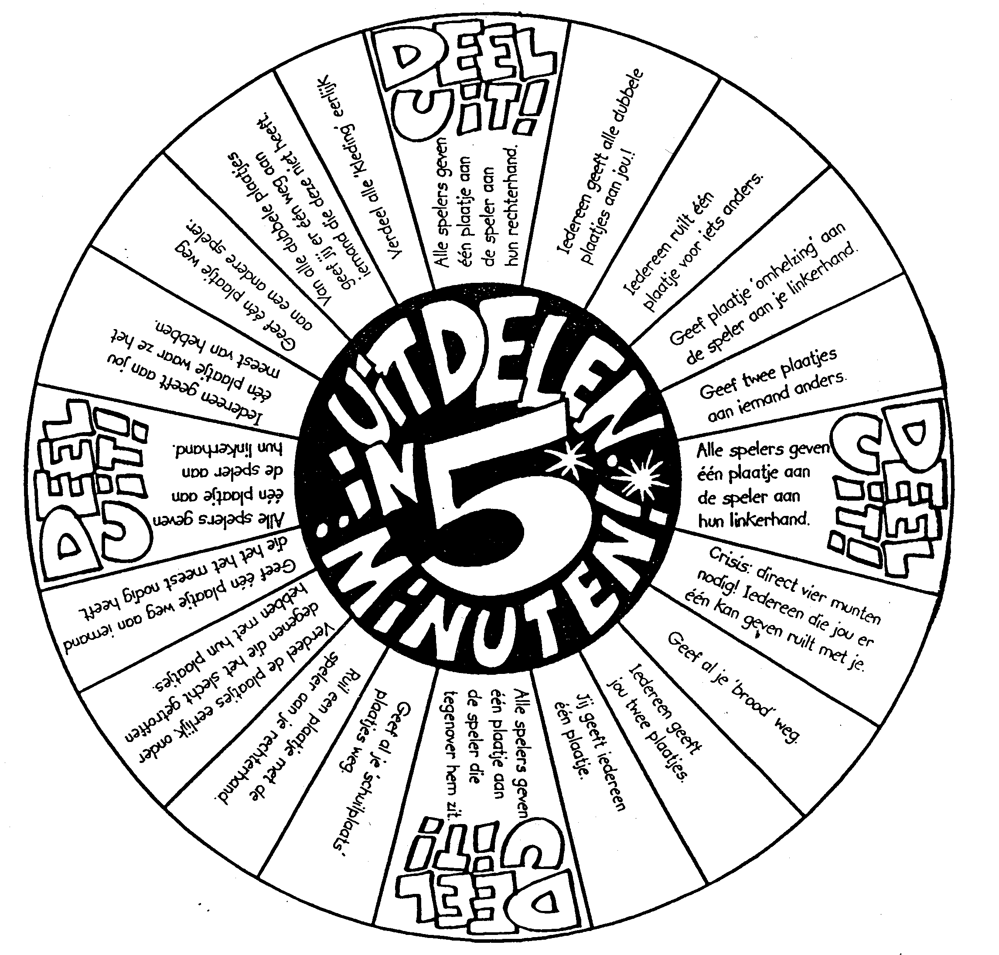 UITDELEN
IN 5
MINUTEN!
DEEL
UIT!
Alle spelers geven
één plaatje aan
de speler aan
hun rechterhand.
Iedereen geeft alle dubbele
plaatjes aan jou!
Iedereen ruilt één
plaatje voor iets anders.
Geef plaatje 'omhelzing' aan
de speler aan je linkerhand.
Geef twee plaatjes
aan iemand anders.
DEEL
UIT!
Alle spelers geven
één plaatje aan
de speler aan
hun linkerhand.
Crisis: direct vier munten
nodig! Iedereen die jou er
één kan geven ruilt met je.
Geef al je 'brood' weg.
Iedereen geeft
jou twee plaatjes.
Jij geeft iedereen
één plaatje.
DEEL
UIT!
Alle spelers geven
één plaatje aan
de speler die
tegenover hem zit.
Geef al je 'schuilplaats'
plaatjes weg.
Ruil een plaatje met de
speler aan je rechterhand.
Verdeel de plaatjes eerlijk onder
degenen die het slecht getroffen
hebben met hun plaatjes.
Geef één plaatje weg aan iemand
die het het meest nodig heeft.
DEEL
UIT!
Alle spelers geven
één plaatje aan
de speler aan
hun linkerhand.
Iedereen geeft aan jou
één plaatje waar ze het
meest van hebben.
Geef één plaatje weg
aan een andere speler.
Van alle dubbele plaatjes
geef jij er één weg aan
iemand die deze niet heeft.
Verdeel alle 'kleding' eerlijk